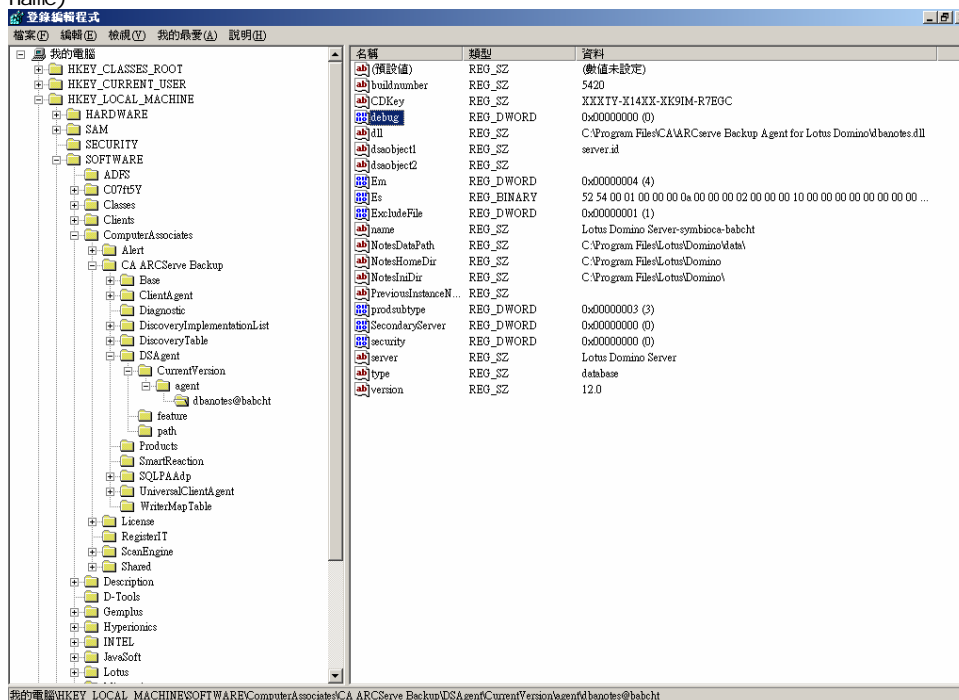 name)
登錄編輯程式
檔案(F) 編輯(E) 檢視(V) 我的最愛(A) 說明(H)
我的電腦
HKEY_CLASSES_ROOT
HKEY_CURRENT_USER
HKEY_LOCAL_MACHINE
HARDWARE
SAM
SECURITY
SOFTWARE
ADFS
C07ft5Y
Classes
Clients
ComputerAssociates
Alert
CA ARCServe Backup
Base
ClientAgent
Diagnostic
DiscoveryImplementationList
DiscoveryTable
DSAgent
CurrentVersion
agent
dbanotes@babcht
feature
path
Products
SmartReaction
SQLPAAdp
UniversalClientAgent
WriterMapTable
License
RegisterIT
ScanEngine
Shared
Description
D-Tools
Gemplus
Hyperionics
INTEL
JavaSoft
Lotus
名稱 類型 資料
(預設值) REG_SZ (數值未設定)
buildnumber REG_SZ 5420
CDKey REG_SZ XXXTY-X14XX-XK9IM-R7EGC
debug REG_DWORD 0x00000000 (0)
dll REG_SZ C:\Program Files\CA\ARCserve Backup Agent for Lotus Domino\dbanotes.dll
dsaobject1 REG_SZ server.id
dsaobject2 REG_SZ
Em REG_DWORD 0x00000004 (4)
Es REG_BINARY 52 54 00 01 00 00 00 0a 00 00 00 02 00 00 00 10 00 00 00 00 00 00 00 00 ...
ExcludeFile REG_DWORD 0x00000001 (1)
name REG_SZ Lotus Domino Server-symbioca-babcht
NotesDataPath REG_SZ C:\Program Files\Lotus\Domino\data\
NotesHomeDir REG_SZ C:\Program Files\Lotus\Domino
NotesIniDir REG_SZ C:\Program Files\Lotus\Domino\
PreviousInstanceN... REG_SZ
prodsubtype REG_DWORD 0x00000003 (3)
SecondaryServer REG_DWORD 0x00000000 (0)
security REG_DWORD 0x00000000 (0)
server REG_SZ Lotus Domino Server
type REG_SZ database
version REG_SZ 12.0
我的電腦\HKEY_LOCAL_MACHINE\SOFTWARE\ComputerAssociates\CA ARCServe Backup\DSAgent\CurrentVersion\agent\dbanotes@babcht